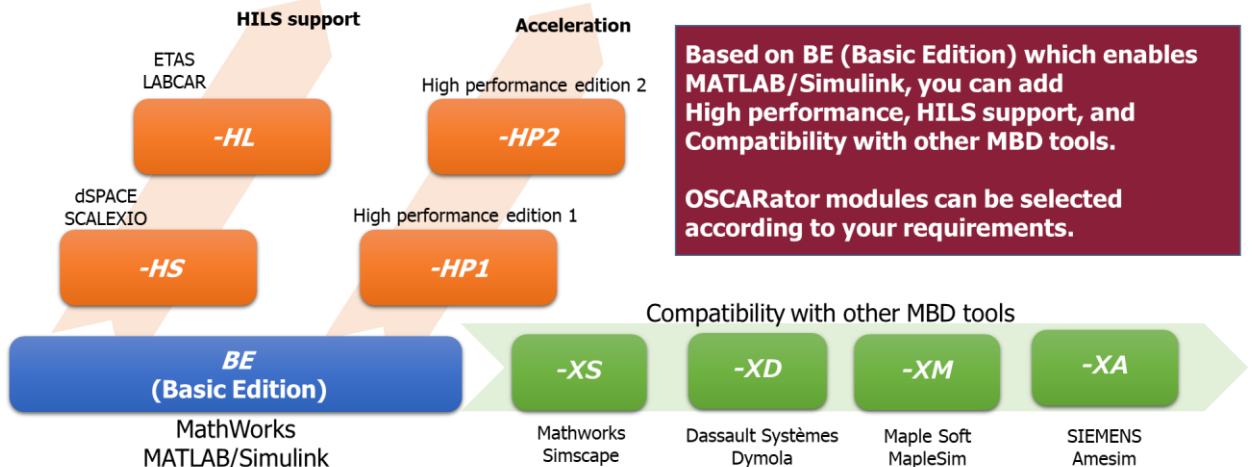 HILS support
Acceleration
ETAS
LABCAR
-HL
High performance edition 2
-HP2
dSPACE
SCALEXIO
-HS
High performance edition 1
-HP1
Based on BE (Basic Edition) which enables
MATLAB/Simulink, you can add
High performance, HILS support, and
Compatibility with other MBD tools.
OSCARator modules can be selected
according to your requirements.
BE
(Basic Edition)
MathWorks
MATLAB/Simulink
Compatibility with other MBD tools
-XS
-XD
-XM
-XA
Mathworks
Simscape
Dassault Systèmes
Dymola
Maple Soft
MapleSim
SIEMENS
Amesim